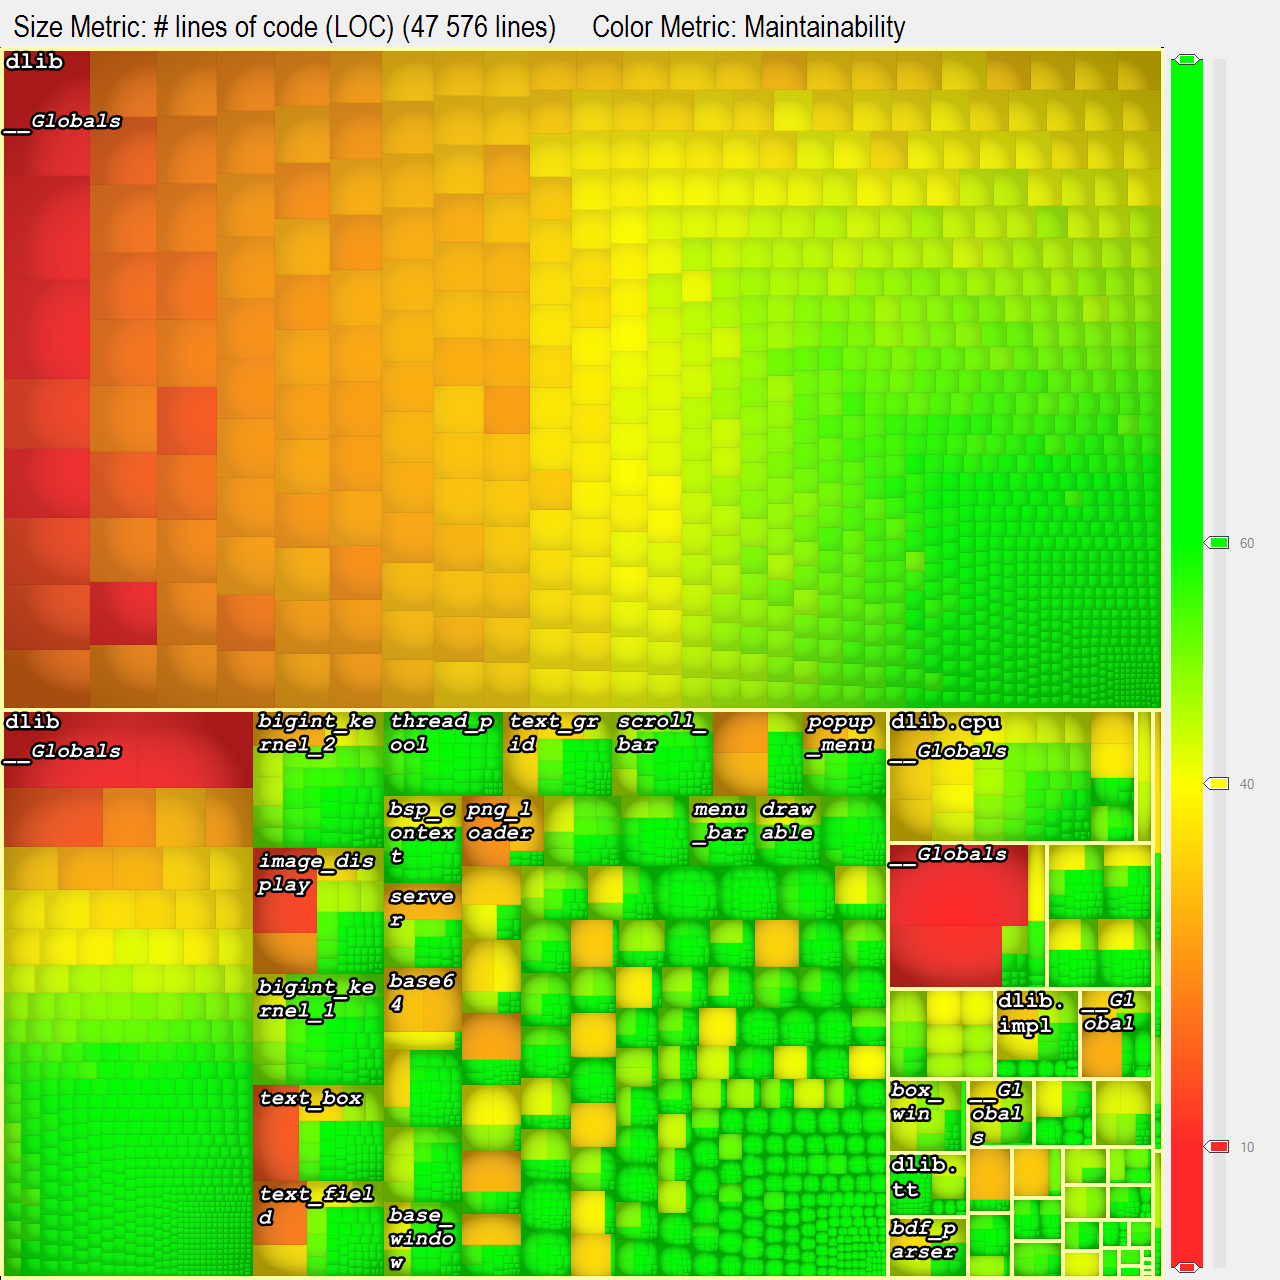 Size Metric: # lines of code (LOC) (47 576 lines)     Color Metric: Maintainability
dlib
__Globals
60
40
10
dlib
__Globals
bigint_ke
rnel_2
thread_p
ool
text_gr
id
scroll_
bar
popup
_menu
dlib.cpu
__Globals
bsp_c
ontex
t
png_l
oader
menu
_bar
draw
able
image_dis
play
serve
r
__Globals
bigint_ke
rnel_1
base6
4
dlib.
impl
__Gl
obal
text_box
box_
win
__Gl
obal
s
text_fiel
d
base_
windo
w
dlib.
tt
bdf_p
arser